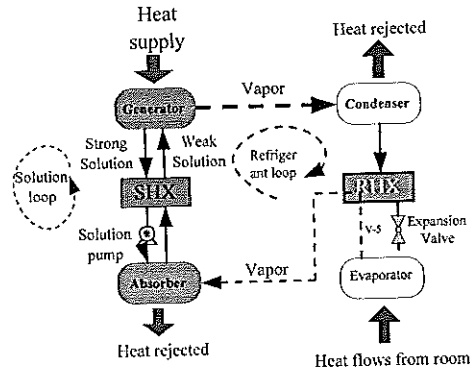 Heat
supply
Heat rejected
Generator
Vapor
Condenser
Strong
Solution
Weak
Solution
Refriger
ant loop
Solution
loop
SHX
RHX
Solution
pump
V-5
Expansion
Valve
Absorber
Vapor
Evaporator
Heat rejected
Heat flows from room